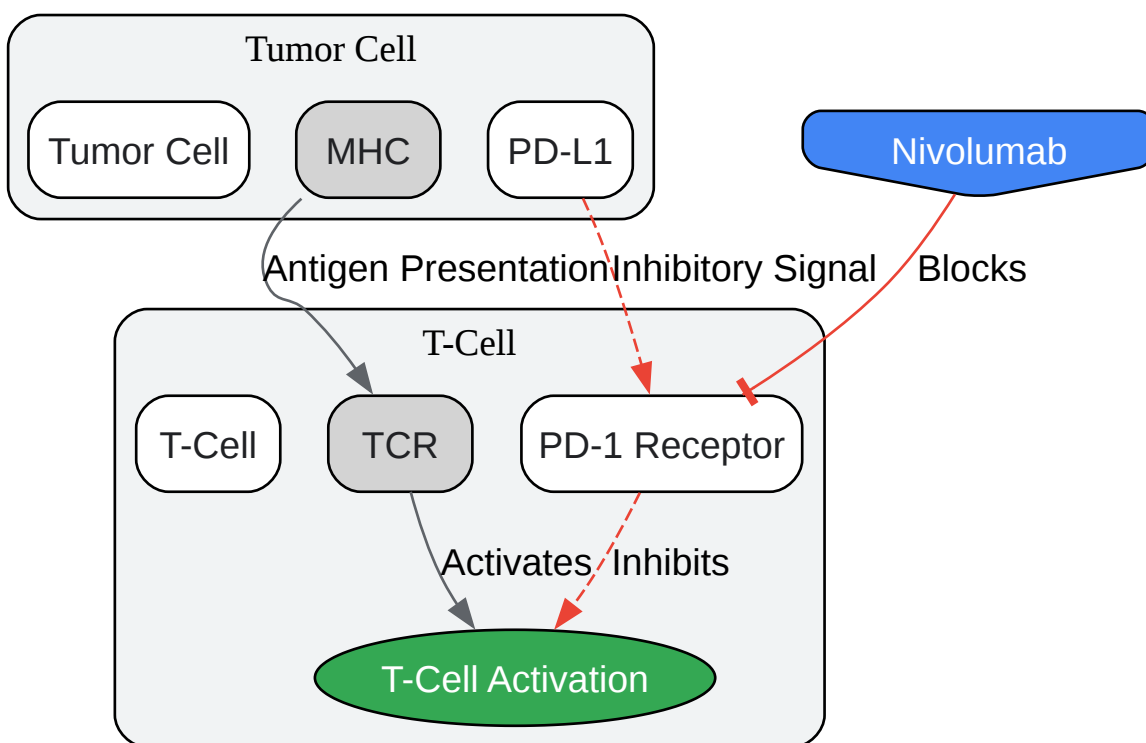 Tumor Cell
Tumor Cell
MHC
PD-L1
Nivolumab
Antigen Presentation
Inhibitory Signal
Blocks
T-Cell
T-Cell
TCR
PD-1 Receptor
Activates
Inhibits
T-Cell Activation